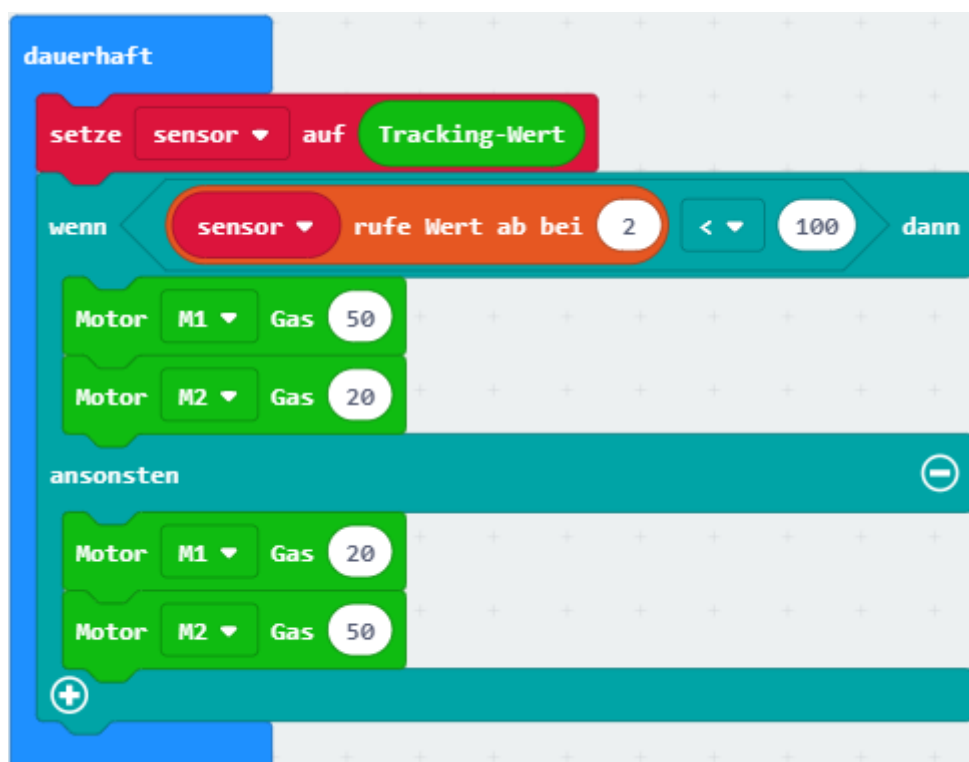 dauerhaft
setze sensor auf Tracking-Wert
wenn sensor rufe Wert ab bei 2 < 100 dann
Motor M1 Gas 50
Motor M2 Gas 20
ansonsten
Motor M1 Gas 20
Motor M2 Gas 50